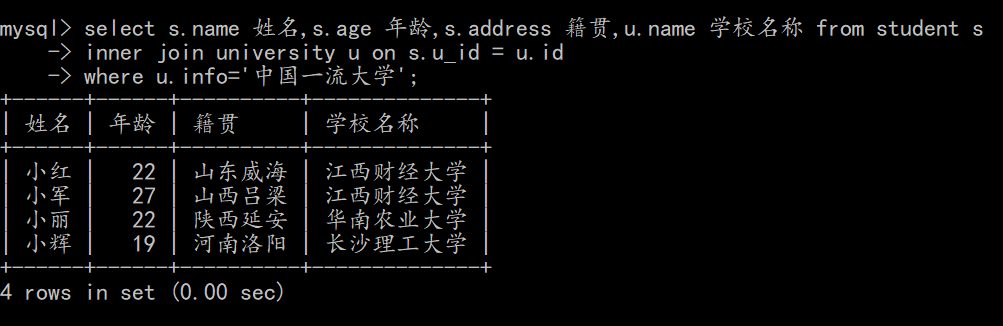 mysql> select s.name 姓名,s.age 年龄,s.address 籍贯,u.name 学校名称 from student s
    -> inner join university u on s.u_id = u.id
    -> where u.info='中国一流大学';
+------+------+----------+--------------+
| 姓名 | 年龄 | 籍贯     | 学校名称     |
+------+------+----------+--------------+
| 小红 |   22 | 山东威海 | 江西财经大学 |
| 小军 |   27 | 山西吕梁 | 江西财经大学 |
| 小丽 |   22 | 陕西延安 | 华南农业大学 |
| 小辉 |   19 | 河南洛阳 | 长沙理工大学 |
+------+------+----------+--------------+
4 rows in set (0.00 sec)